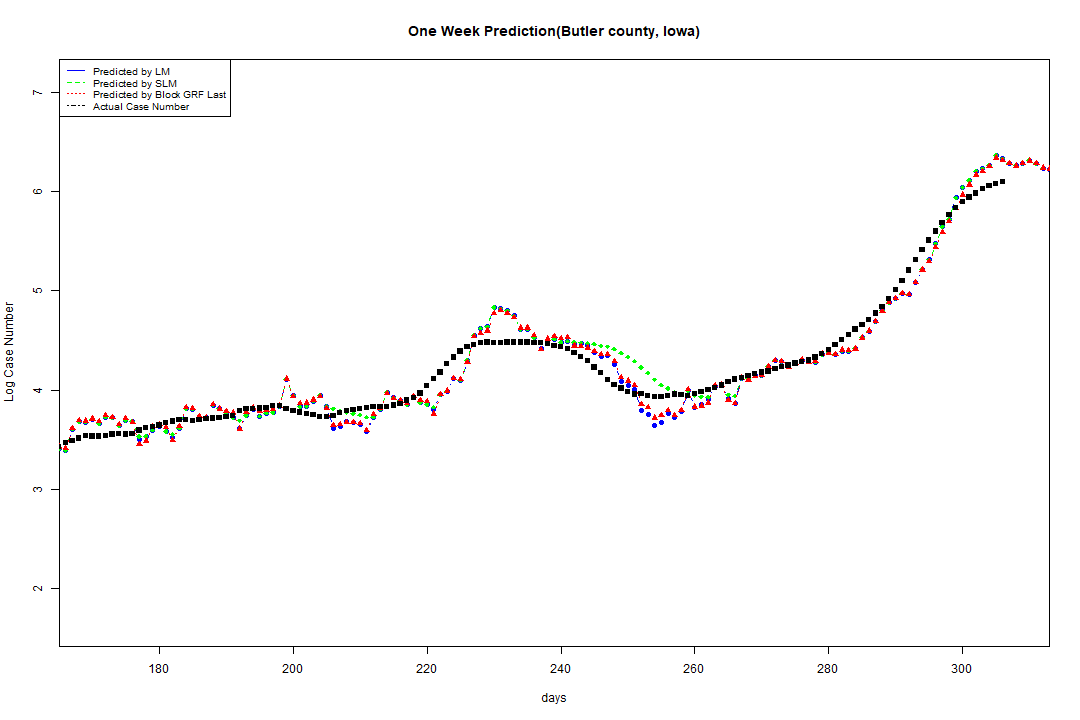 One Week Prediction(Butler county, Iowa)
Predicted by LM
Predicted by SLM
Predicted by Block GRF Last
Actual Case Number
7
6
5
4
3
2
Log Case Number
180 200 220 240 260 280 300
days